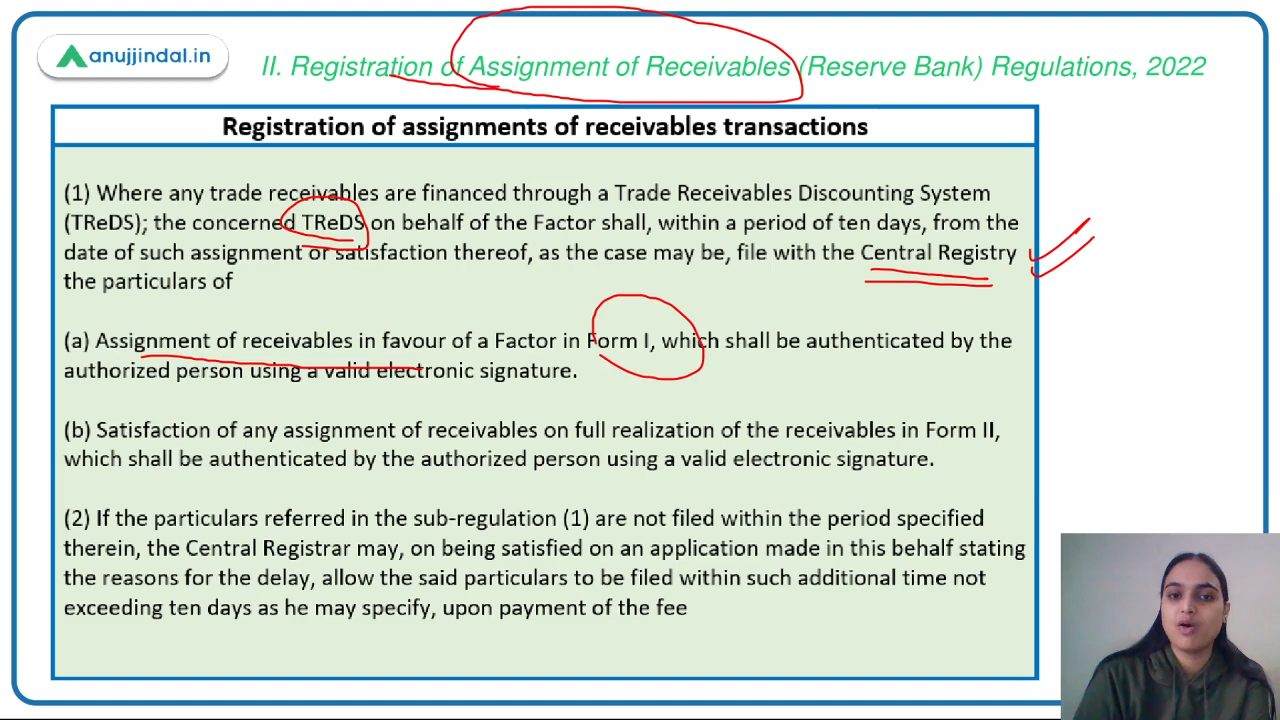 anujjindal.in
II. Registration of Assignment of Receivables (Reserve Bank) Regulations, 2022
Registration of assignments of receivables transactions
(1) Where any trade receivables are financed through a Trade Receivables Discounting System
(TReDS); the concerned TReDS on behalf of the Factor shall, within a period of ten days, from the
date of such assignment or satisfaction thereof, as the case may be, file with the Central Registry
the particulars of
(a) Assignment of receivables in favour of a Factor in Form I, which shall be authenticated by the
authorized person using a valid electronic signature.
(b) Satisfaction of any assignment of receivables on full realization of the receivables in Form II,
which shall be authenticated by the authorized person using a valid electronic signature.
(2) If the particulars referred in the sub-regulation (1) are not filed within the period specified
therein, the Central Registrar may, on being satisfied on an application made in this behalf stating
the reasons for the delay, allow the said particulars to be filed within such additional time not
exceeding ten days as he may specify, upon payment of the fee